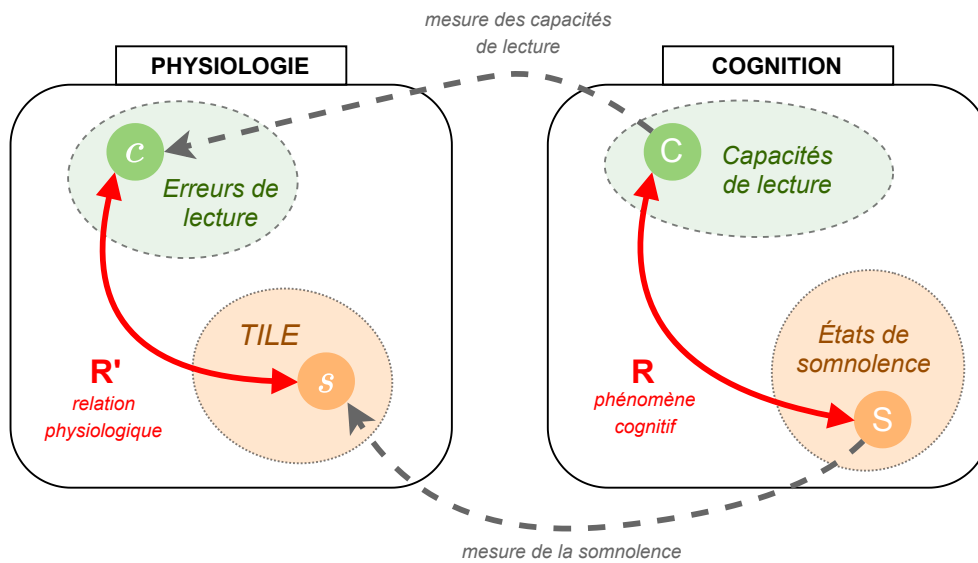 mesure des capacités
de lecture
PHYSIOLOGIE
COGNITION
c
Erreurs de
lecture
C
Capacités
de lecture
TILE
s
R'
relation
physiologique
États de
somnolence
S
R
phénomène
cognitif
mesure de la somnolence